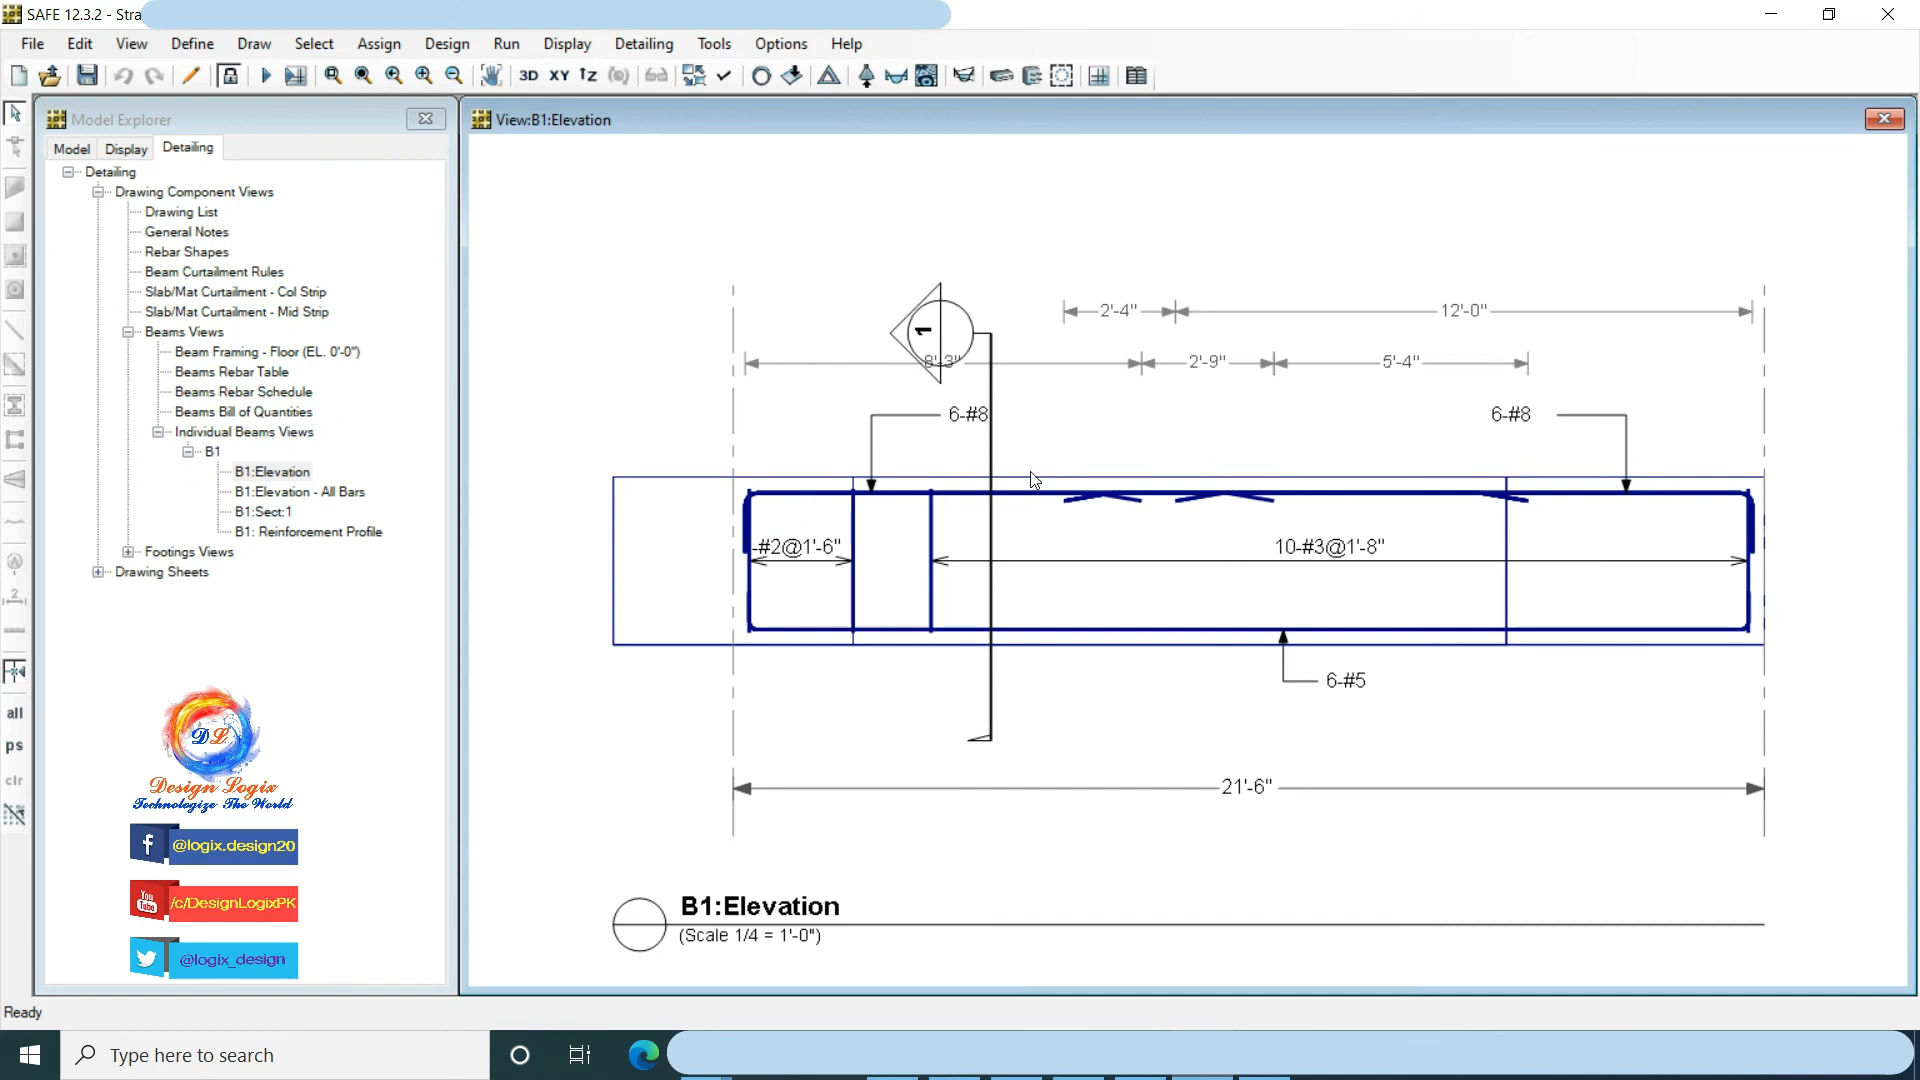 SAFE 12.3.2 - Stra
File Edit View Define Draw Select Assign Design Run Display Detailing Tools Options Help
3D XY
Model Explorer
View:B1:Elevation
Model Display Detailing
Detailing
Drawing Component Views
Drawing List
General Notes
Rebar Shapes
Beam Curtailment Rules
Slab/Mat Curtailment - Col Strip
Slab/Mat Curtailment - Mid Strip
Beams Views
Beam Framing - Floor (EL. 0'-0")
Beams Rebar Table
Beams Rebar Schedule
Beams Bill of Quantities
Individual Beams Views
B1
B1:Elevation
B1:Elevation - All Bars
B1:Sect:1
B1: Reinforcement Profile
Footings Views
Drawing Sheets
all
ps
clr
DL
Design Logix
Technologize The World
f @logix.design20
You Tube /c/DesignLogixPK
@logix_design
2'-4" 12'-0"
1
8'-3" 2'-9" 5'-4"
6-#8 6-#8
-#2@1'-6" 10-#3@1'-8"
6-#5
21'-6"
B1:Elevation
(Scale 1/4 = 1'-0")
Ready
Type here to search